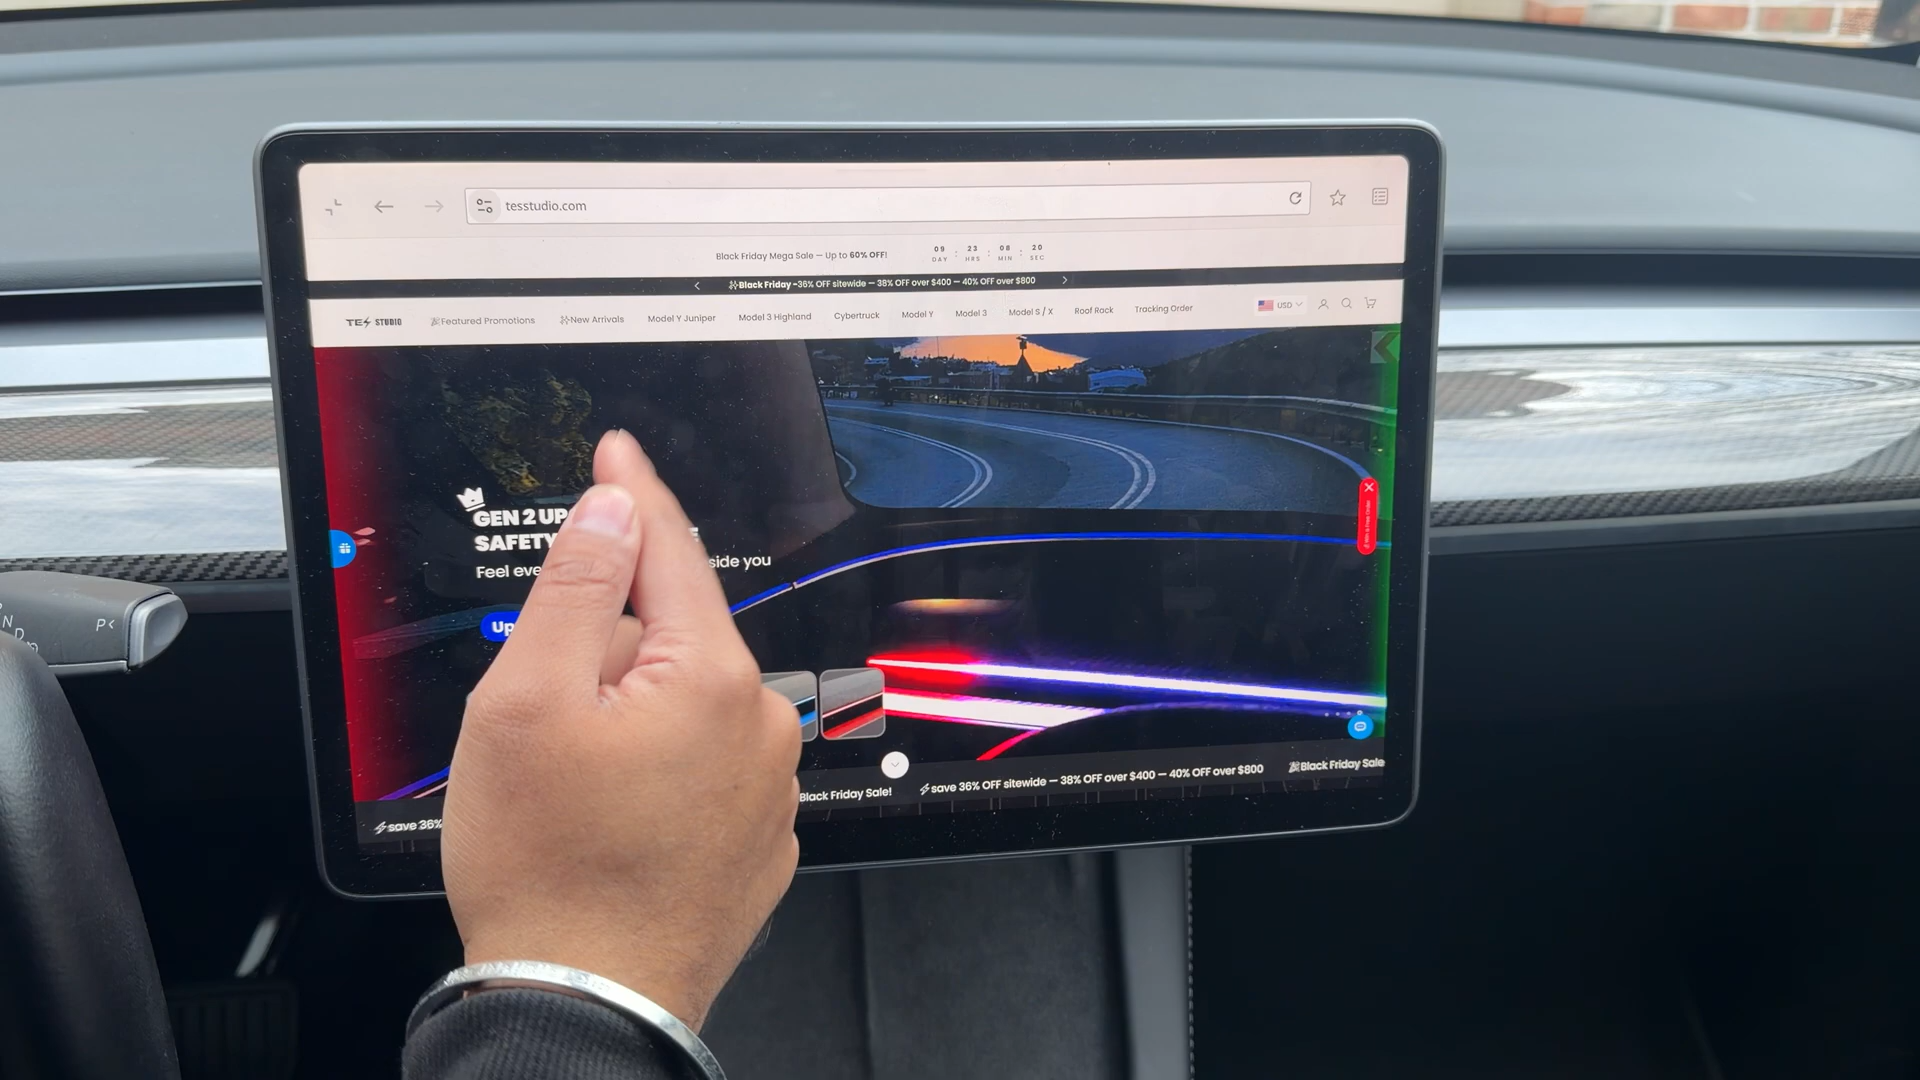 tesstudio.com
Black Friday Mega Sale — Up to 60% OFF!
09 : 23 : 08 : 20
DAY HRS MIN SEC
Black Friday -36% OFF sitewide — 38% OFF over $400 — 40% OFF over $800
TES STUDIO
Featured Promotions
New Arrivals
Model Y Juniper
Model 3 Highland
Cybertruck
Model Y
Model 3
Model S / X
Roof Rock
Tracking Order
USD
GEN 2 UP
SAFETY
Feel eve side you
Up
Black Friday Sale! save 36% OFF sitewide — 38% OFF over $400 — 40% OFF over $800 Black Friday Sale
save 36%
P<
N
D